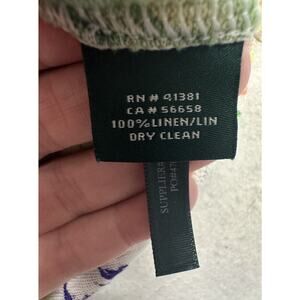 RN # 41381
CA # 56658
100%LINEN/LIN
DRY CLEAN